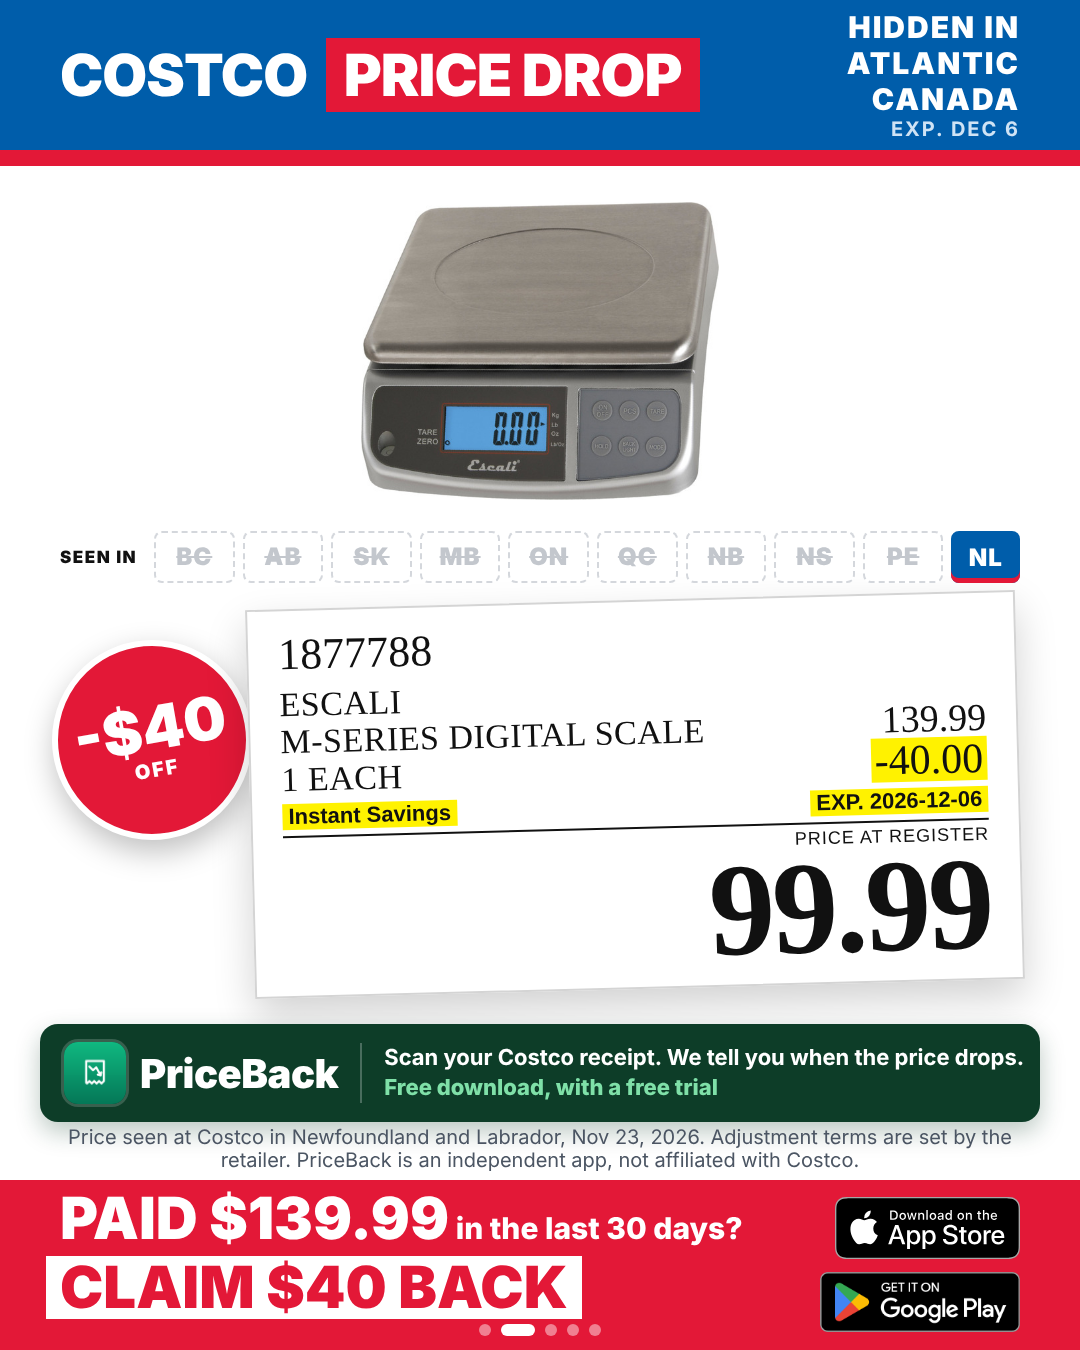 COSTCO PRICE DROP
HIDDEN IN
ATLANTIC
CANADA
EXP. DEC 6
TARE
ZERO
0.00
Kg
Lb
Oz
Escali
SEEN IN BC AB SK MB ON QC NB NS PE NL
-$40
OFF
1877788
ESCALI
M-SERIES DIGITAL SCALE
1 EACH
Instant Savings
139.99
-40.00
EXP. 2026-12-06
PRICE AT REGISTER
99.99
PriceBack
Scan your Costco receipt. We tell you when the price drops.
Free download, with a free trial
Price seen at Costco in Newfoundland and Labrador, Nov 23, 2026. Adjustment terms are set by the
retailer. PriceBack is an independent app, not affiliated with Costco.
PAID $139.99 in the last 30 days?
CLAIM $40 BACK
Download on the
App Store
GET IT ON
Google Play